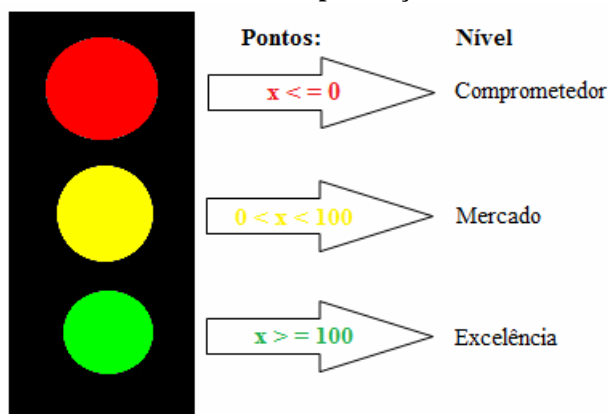 Pontos: Nível
x < = 0 Comprometedor
0 < x < 100 Mercado
x > = 100 Excelência